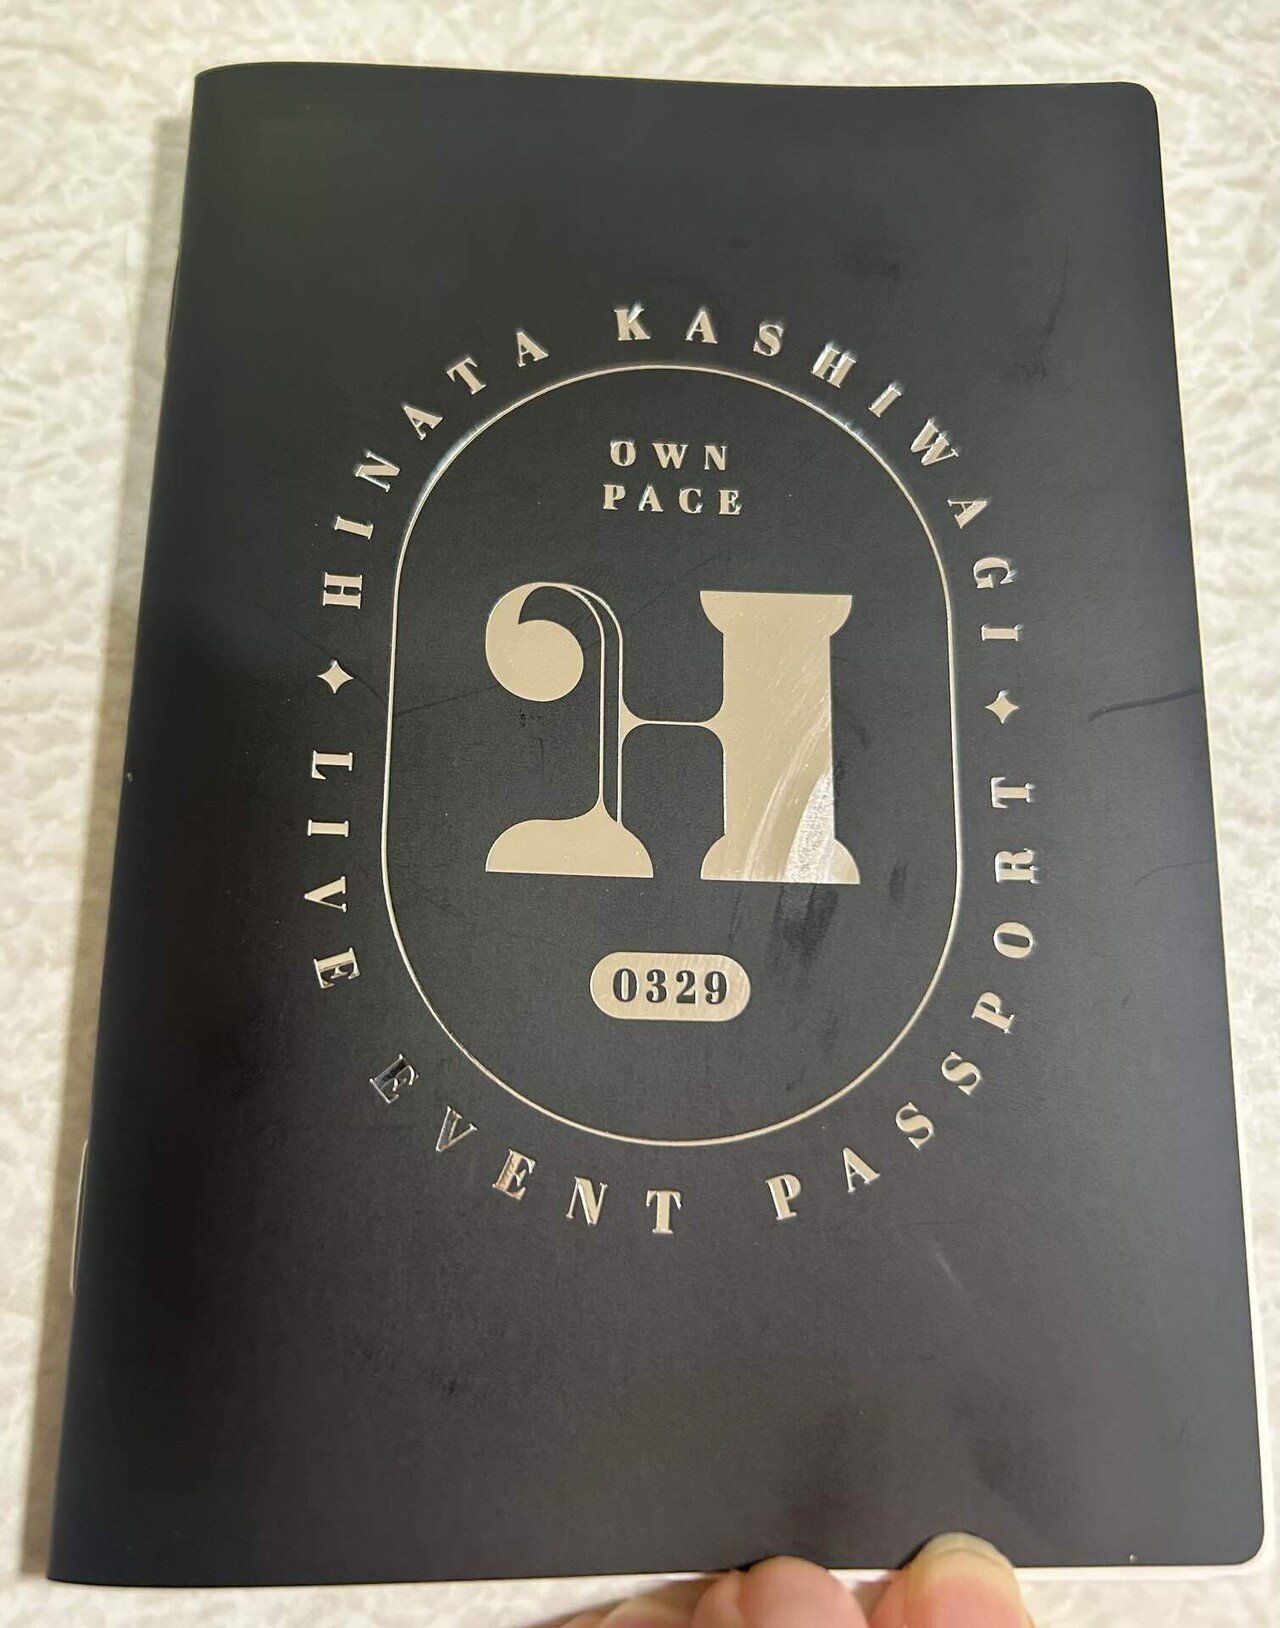 HINATA KASHIWAGI
OWN
PACE
H
0329
LIVE EVENT PASSPORT